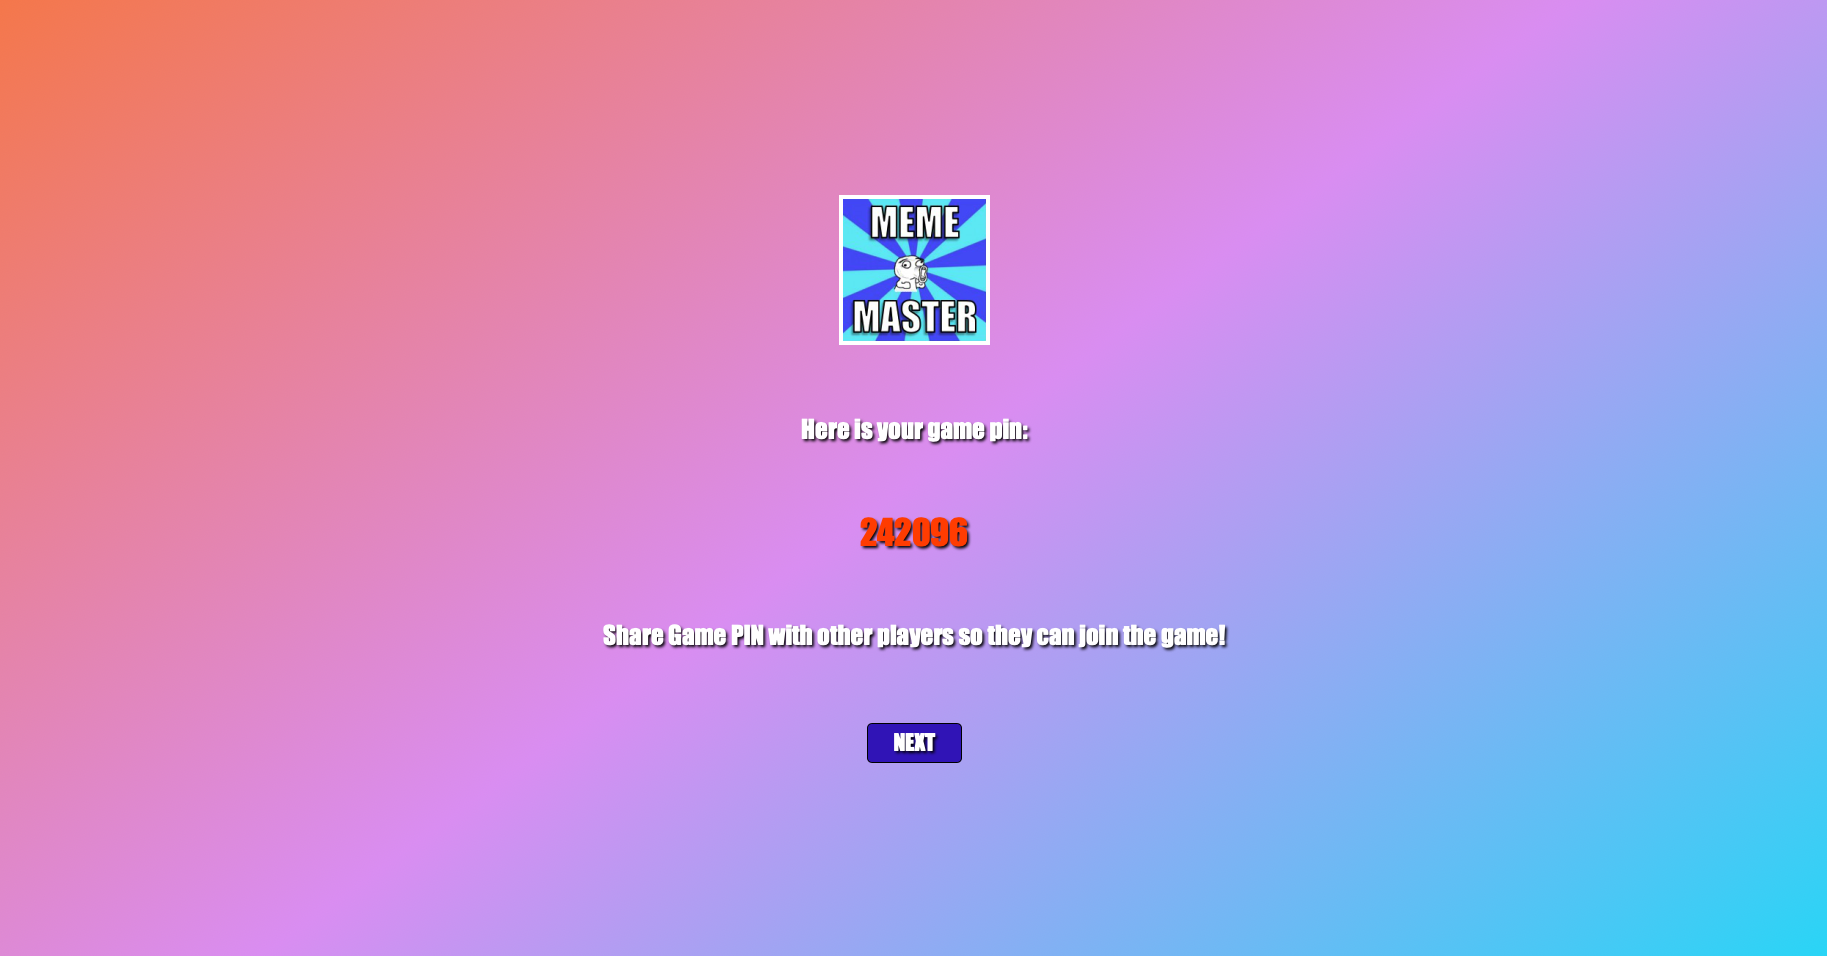 MEME
MASTER
Here is your game pin:
242096
Share Game PIN with other players so they can join the game!
NEXT